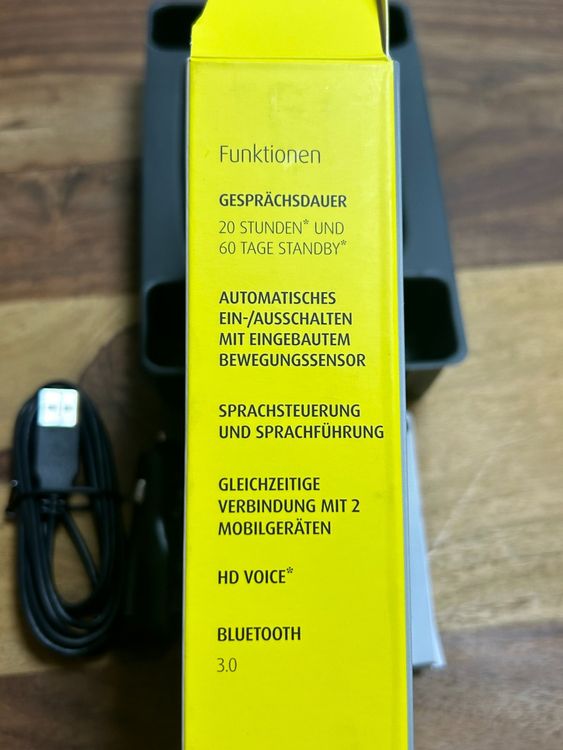 Funktionen
GESPRÄCHSDAUER
20 STUNDEN* UND
60 TAGE STANDBY*
AUTOMATISCHES
EIN-/AUSSCHALTEN
MIT EINGEBAUTEM
BEWEGUNGSSENSOR
SPRACHSTEUERUNG
UND SPRACHFÜHRUNG
GLEICHZEITIGE
VERBINDUNG MIT 2
MOBILGERÄTEN
HD VOICE*
BLUETOOTH
3.0